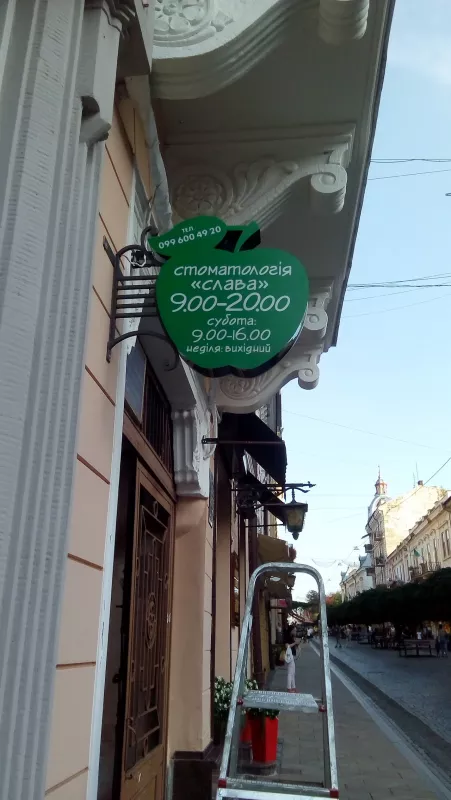 тел.
099 600 49 20
стоматологія
«слава»
9.00-20.00
субота:
9.00-16.00
неділя: вихідний